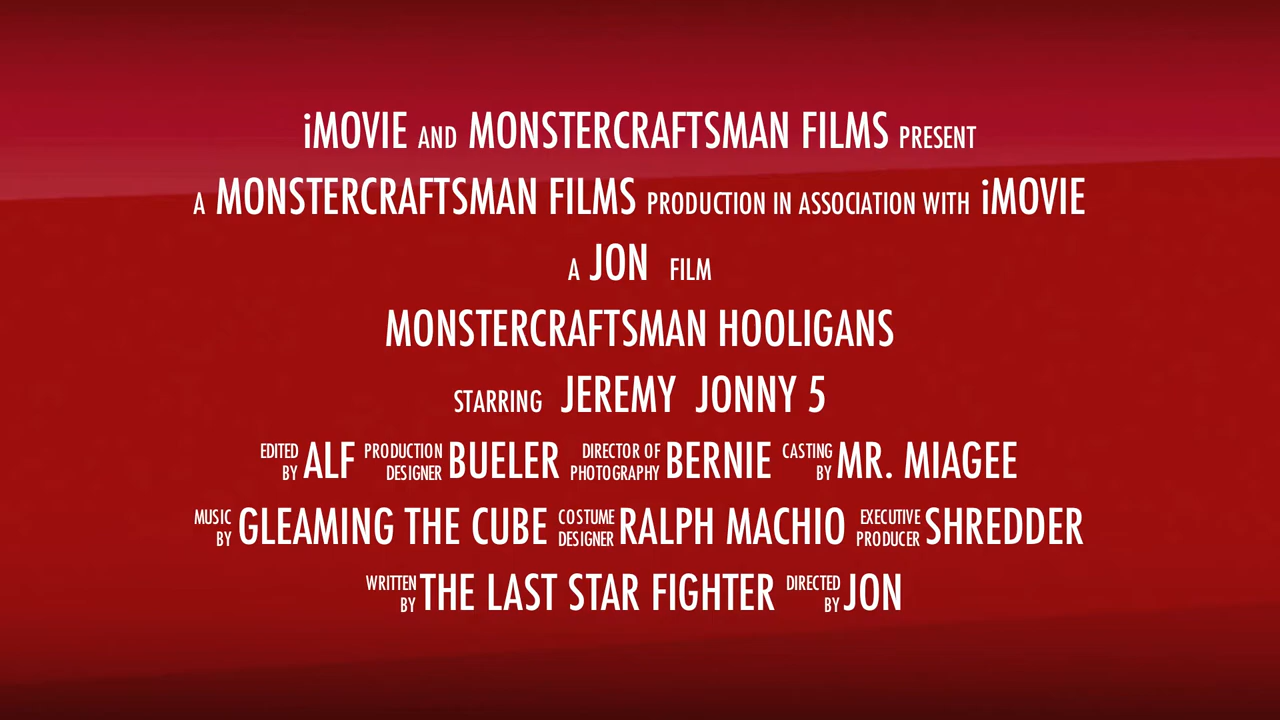 iMOVIE AND MONSTERCRAFTSMAN FILMS PRESENT
A MONSTERCRAFTSMAN FILMS PRODUCTION IN ASSOCIATION WITH iMOVIE
A JON FILM
MONSTERCRAFTSMAN HOOLIGANS
STARRING JEREMY JONNY 5
EDITED BY ALF PRODUCTION DESIGNER BUELER DIRECTOR OF PHOTOGRAPHY BERNIE CASTING BY MR. MIAGEE
MUSIC BY GLEAMING THE CUBE COSTUME DESIGNER RALPH MACHIO EXECUTIVE PRODUCER SHREDDER
WRITTEN BY THE LAST STAR FIGHTER DIRECTED BY JON